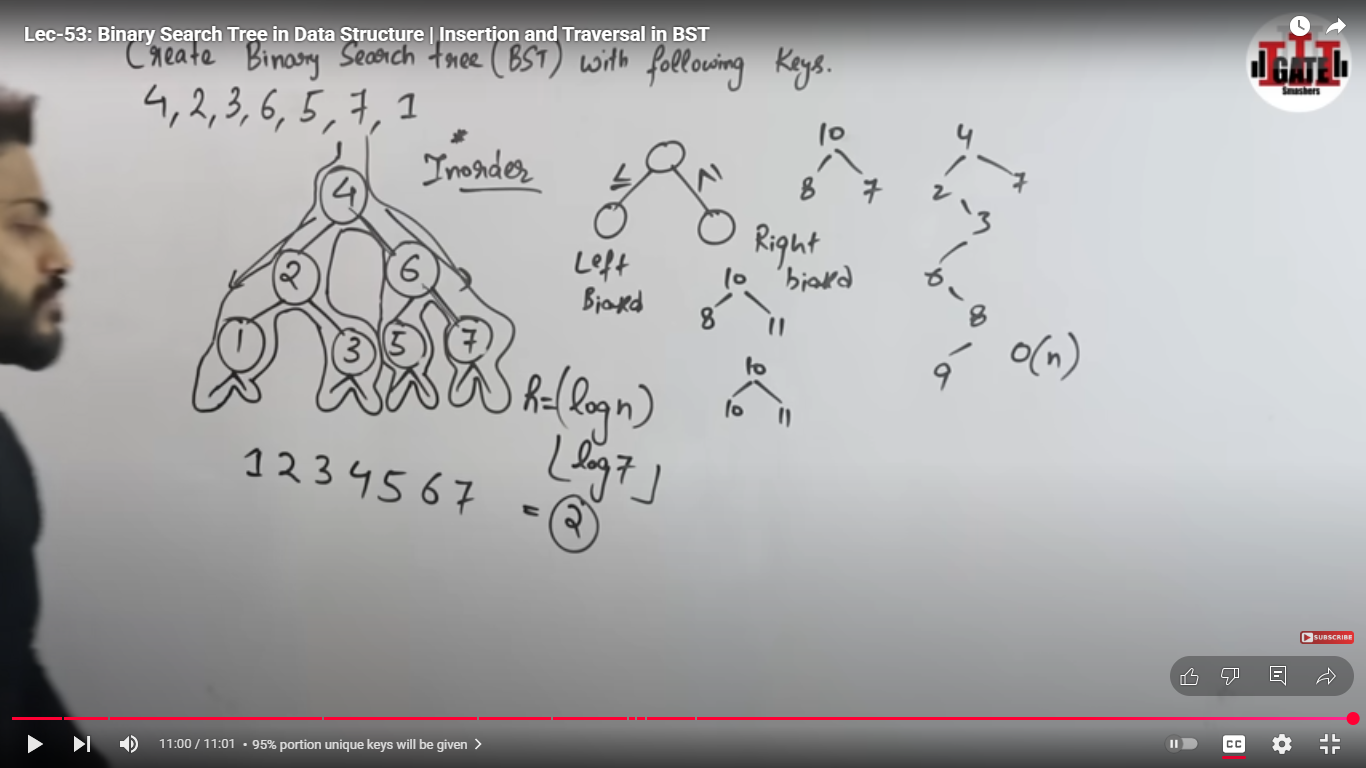 Lec-53: Binary Search Tree in Data Structure | Insertion and Traversal in BST
Create Binary Search tree (BST) with following Keys.
4, 2, 3, 6, 5, 7, 1
*
Inorder
4
2 6
1 3 5 7
1 2 3 4 5 6 7
h=(log n)
⌊log 7⌋
= 2
≤ >
Left
Biased
Right
biased
10
8 7
10
8 11
10
10 11
4
2 7
3
6
8
9
O(n)
GATE
Smashers
SUBSCRIBE
11:00 / 11:01 • 95% portion unique keys will be given
CC